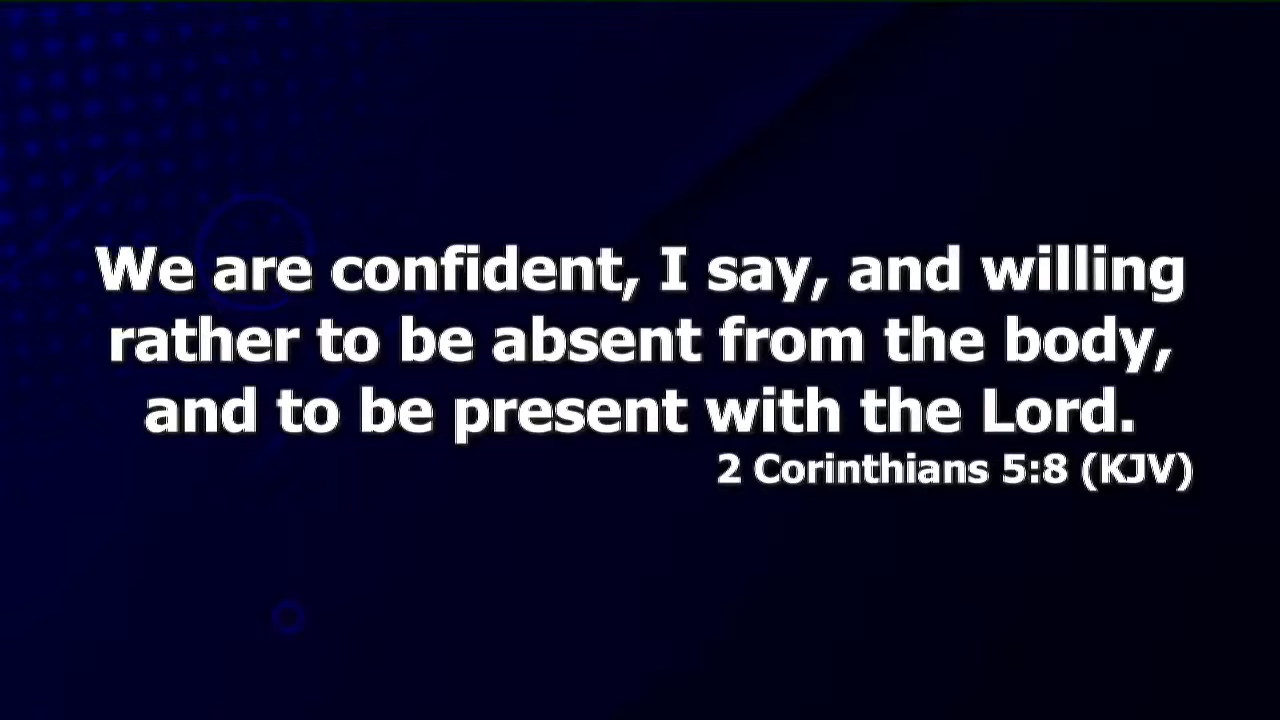 We are confident, I say, and willing
rather to be absent from the body,
and to be present with the Lord.
2 Corinthians 5:8 (KJV)